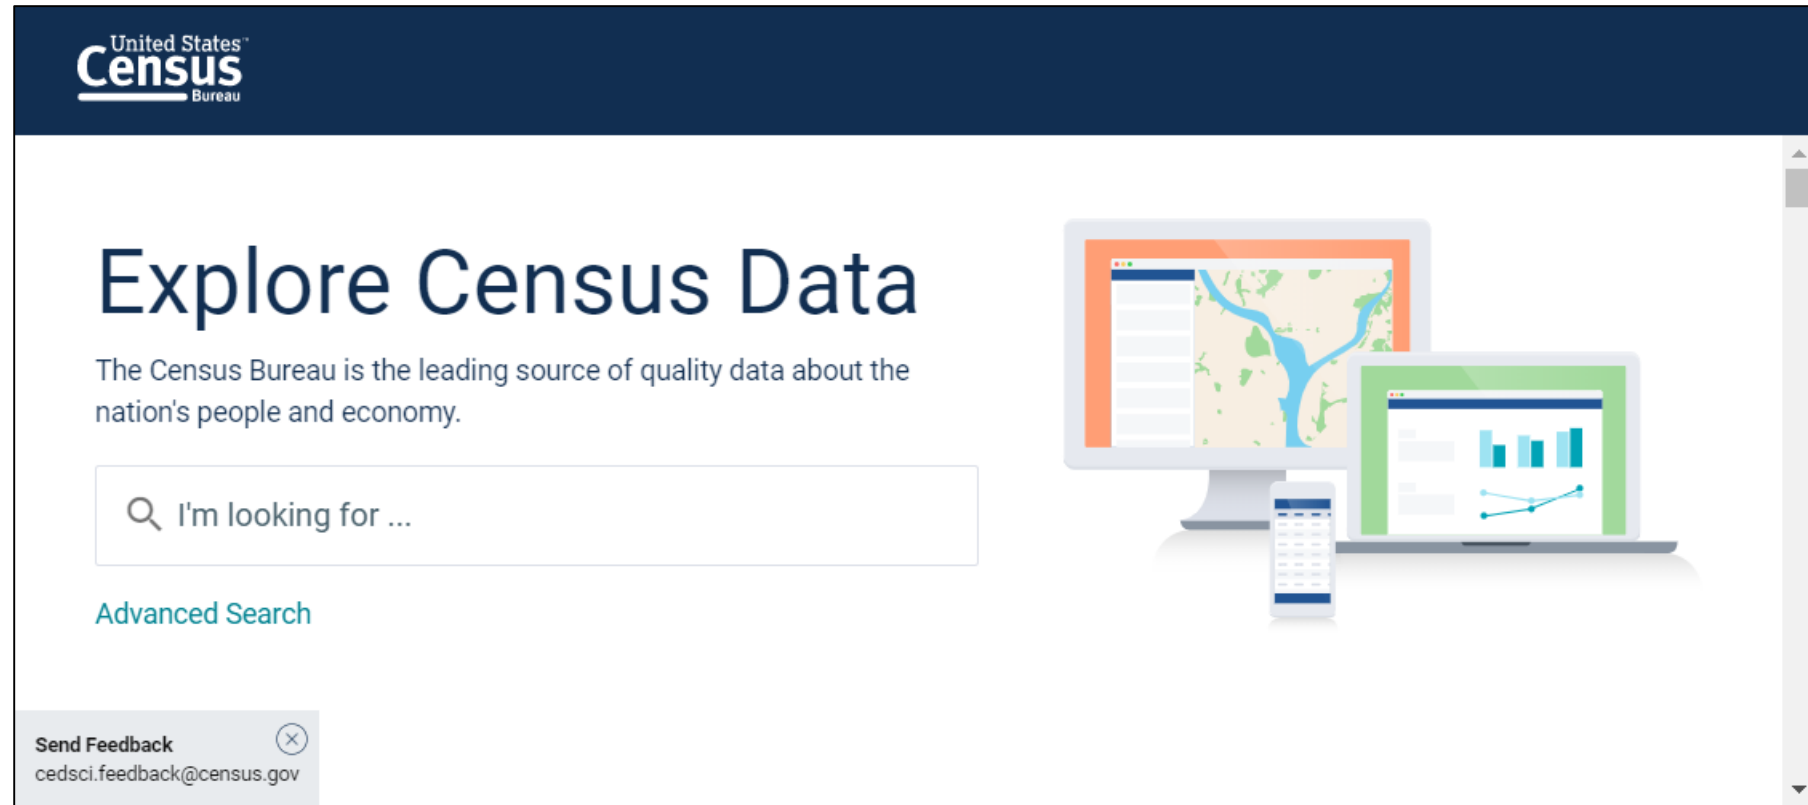 United States™
Census
Bureau
Explore Census Data
The Census Bureau is the leading source of quality data about the
nation's people and economy.
I'm looking for ...
Advanced Search
Send Feedback
cedsci.feedback@census.gov